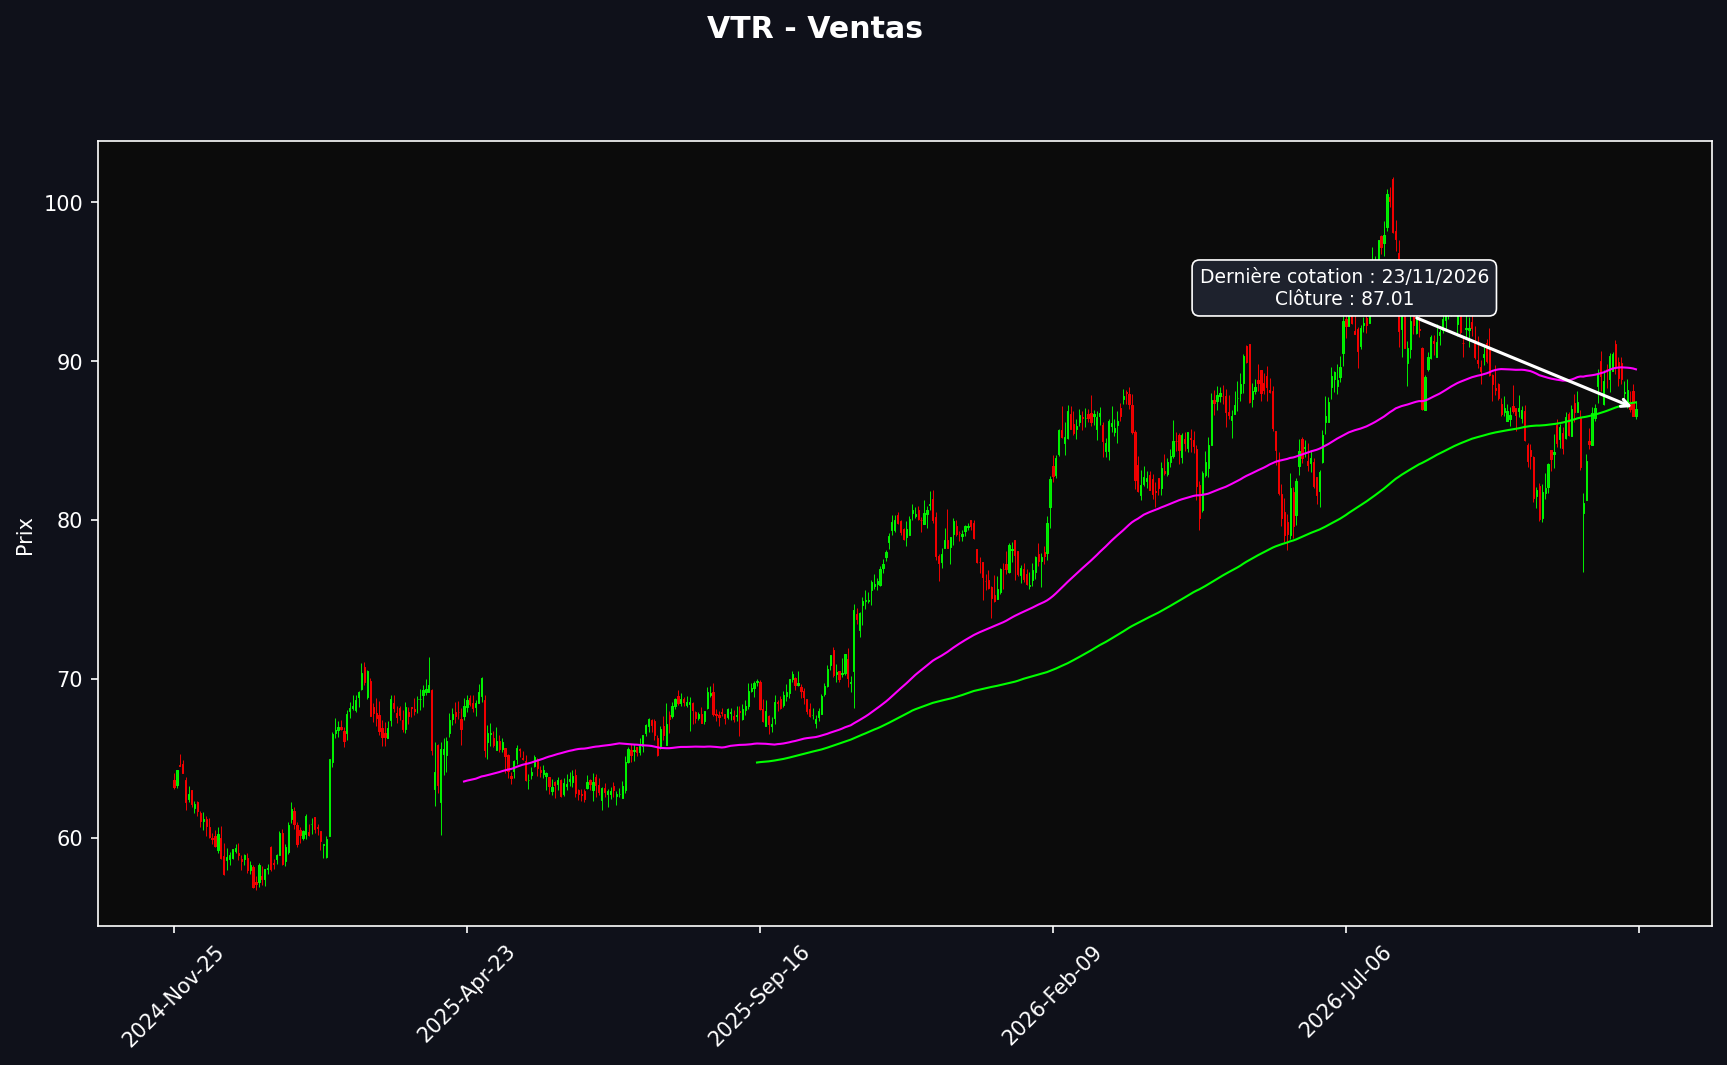 VTR - Ventas
100
90
80
70
60
Prix
Dernière cotation : 23/11/2026
Clôture : 87.01
2024-Nov-25
2025-Apr-23
2025-Sep-16
2026-Feb-09
2026-Jul-06